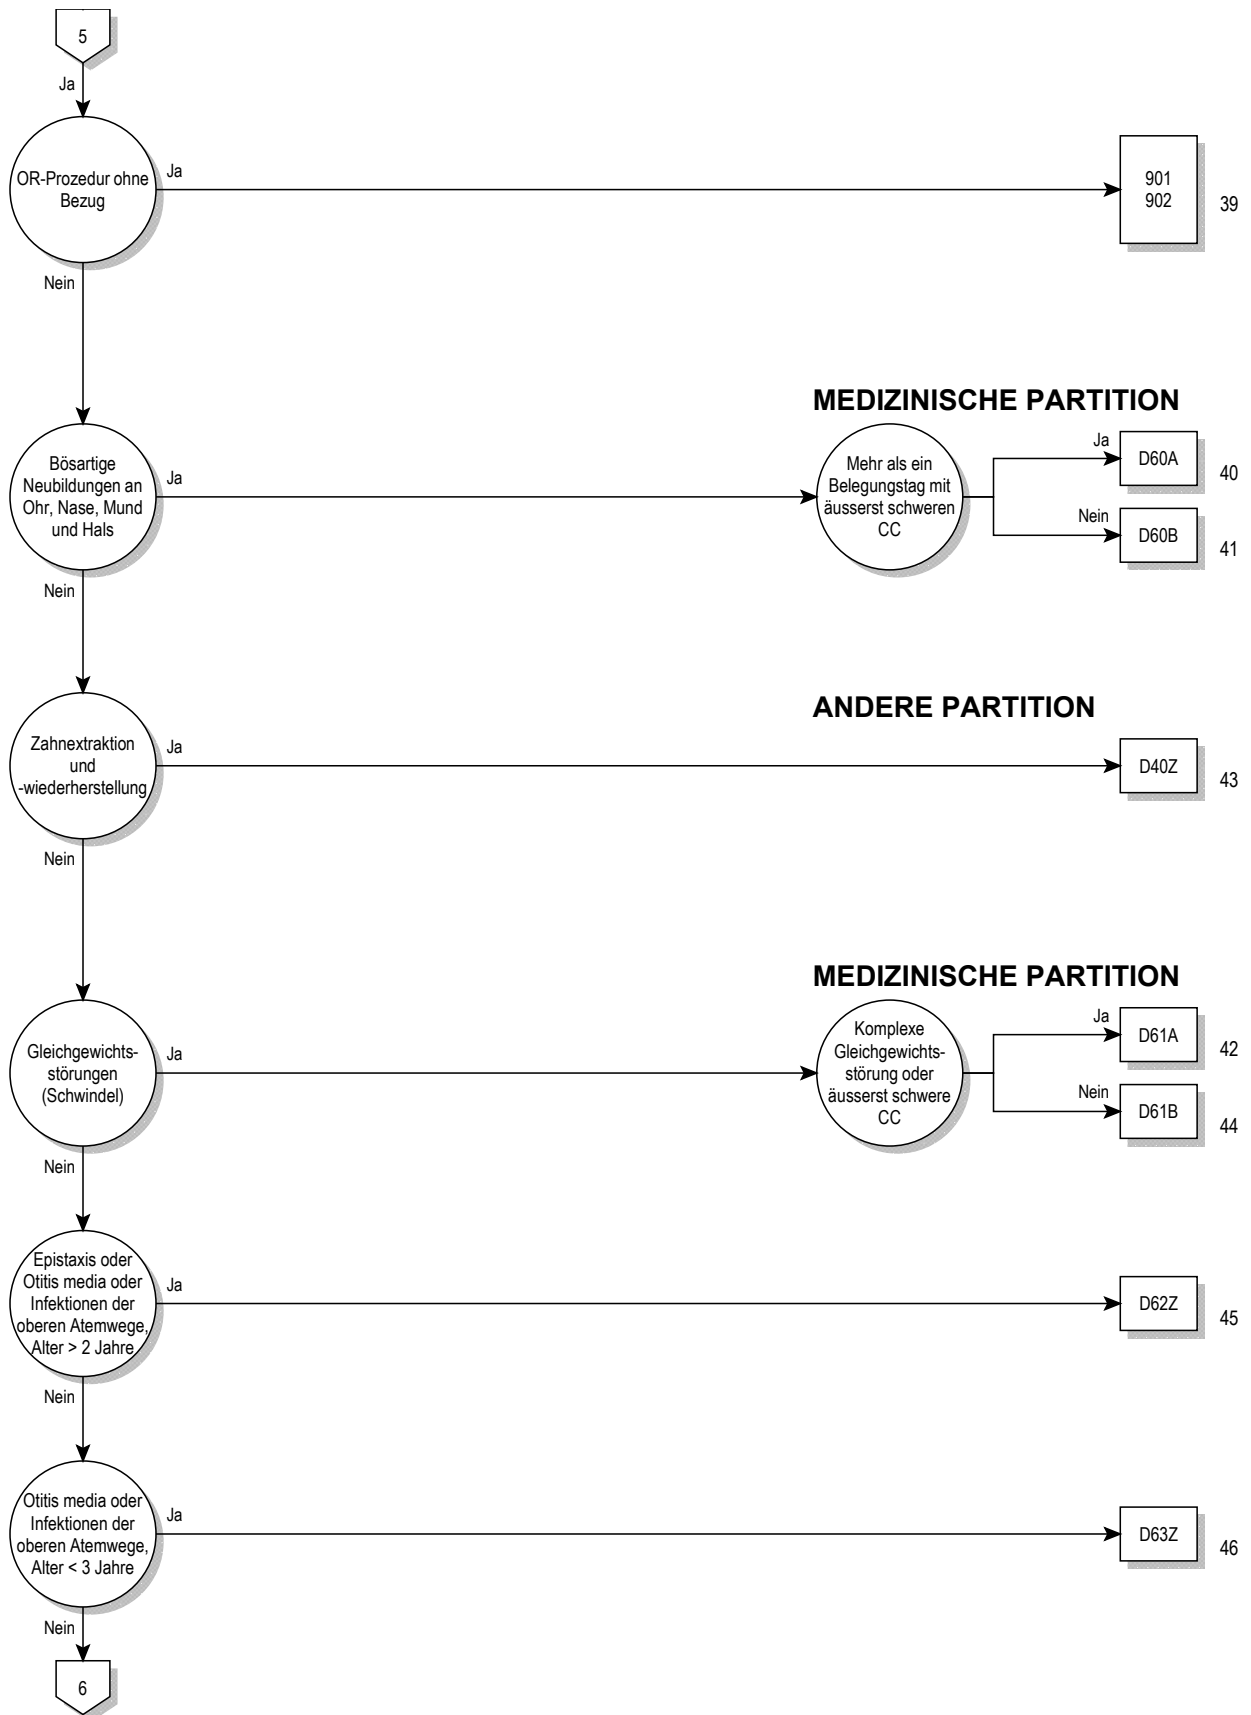 5
Ja
OR-Prozedur ohne
Bezug
Ja
901
902
39
Nein
MEDIZINISCHE PARTITION
Bösartige
Neubildungen an
Ohr, Nase, Mund
und Hals
Ja
Mehr als ein
Belegungstag mit
äusserst schweren
CC
Ja
D60A
40
Nein
D60B
41
Nein
ANDERE PARTITION
Zahnextraktion
und
-wiederherstellung
Ja
D40Z
43
Nein
MEDIZINISCHE PARTITION
Gleichgewichts-
störungen
(Schwindel)
Ja
Komplexe
Gleichgewichts-
störung oder
äusserst schwere
CC
Ja
D61A
42
Nein
D61B
44
Nein
Epistaxis oder
Otitis media oder
Infektionen der
oberen Atemwege,
Alter > 2 Jahre
Ja
D62Z
45
Nein
Otitis media oder
Infektionen der
oberen Atemwege,
Alter < 3 Jahre
Ja
D63Z
46
Nein
6